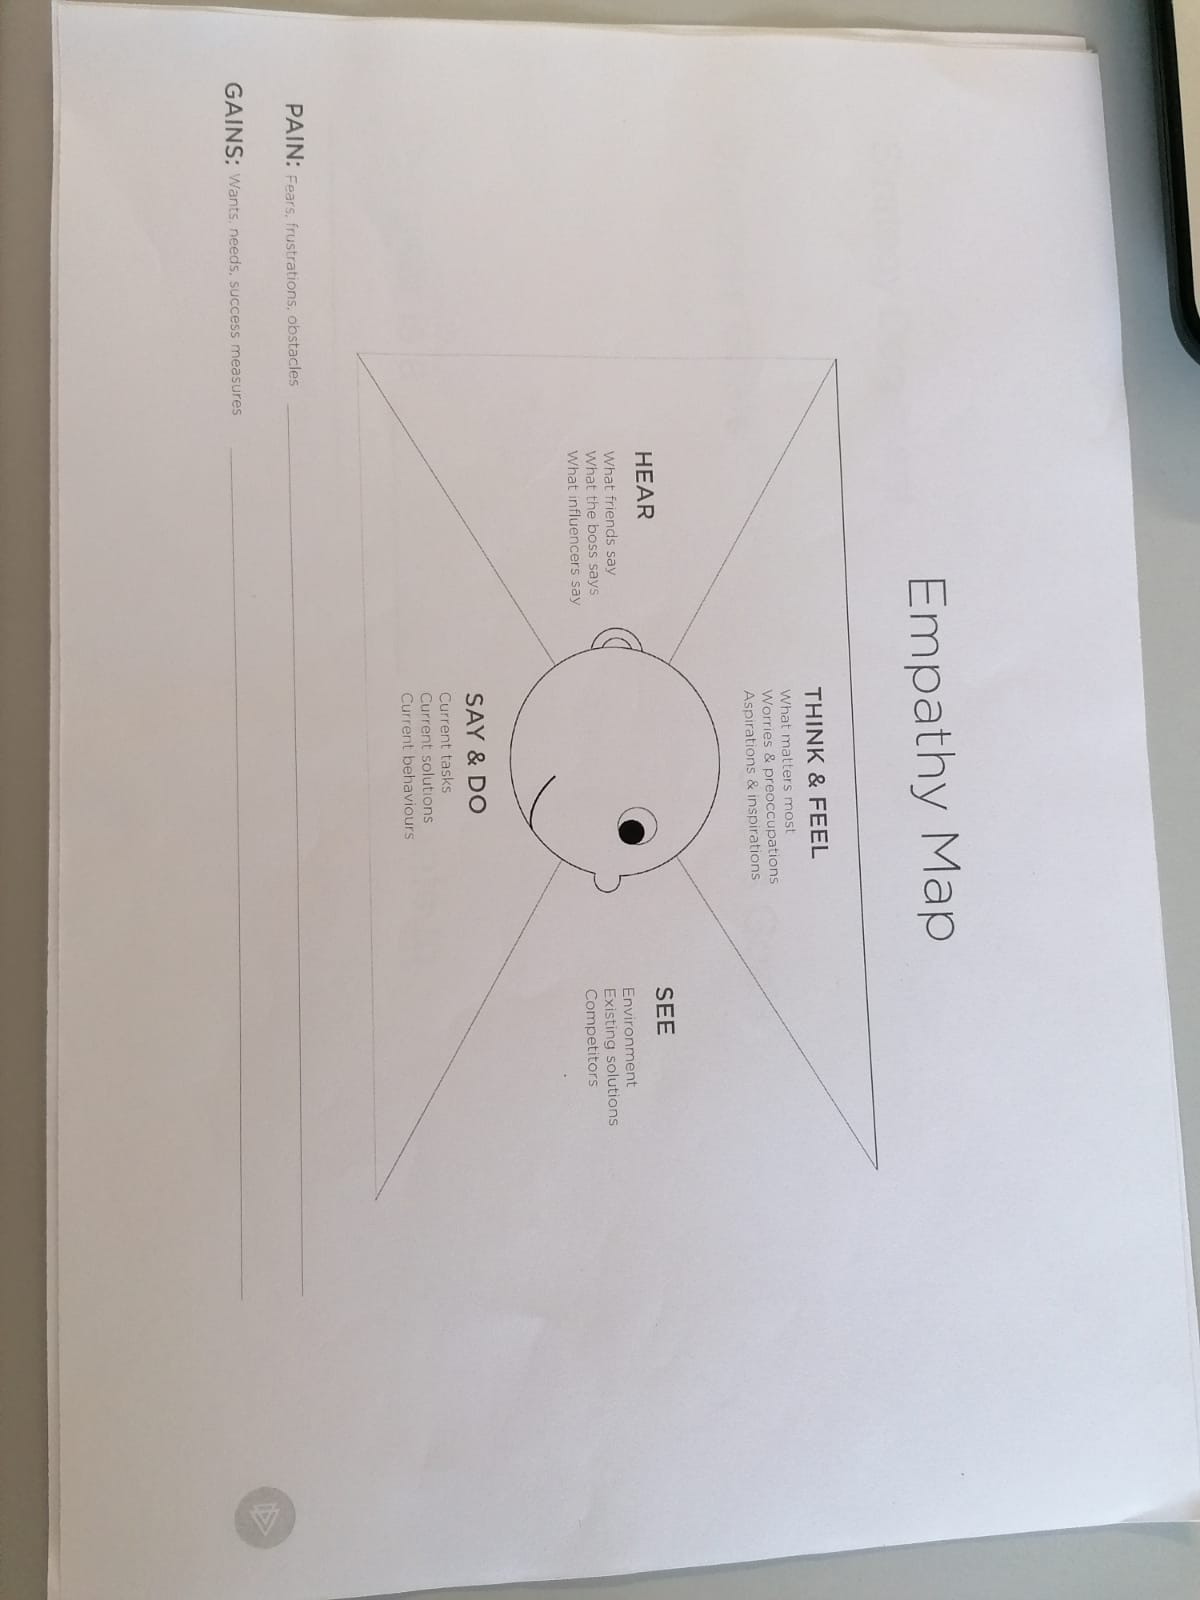 Empathy Map
THINK & FEEL
What matters most
Worries & preoccupations
Aspirations & inspirations
HEAR
What friends say
What the boss says
What influencers say
SEE
Environment
Existing solutions
Competitors
SAY & DO
Current tasks
Current solutions
Current behaviours
PAIN: Fears, frustrations, obstacles
GAINS: Wants, needs, success measures